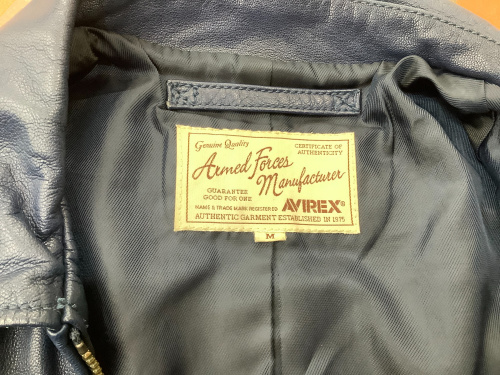 Genuine Quality
CERTIFICATE OF
AUTHENTICITY
Armed Forces
Manufacturer
GUARANTEE
GOOD FOR ONE
NAME & TRADE MARK REGISTERED
AVIREX®
AUTHENTIC GARMENT ESTABLISHED IN 1975
M